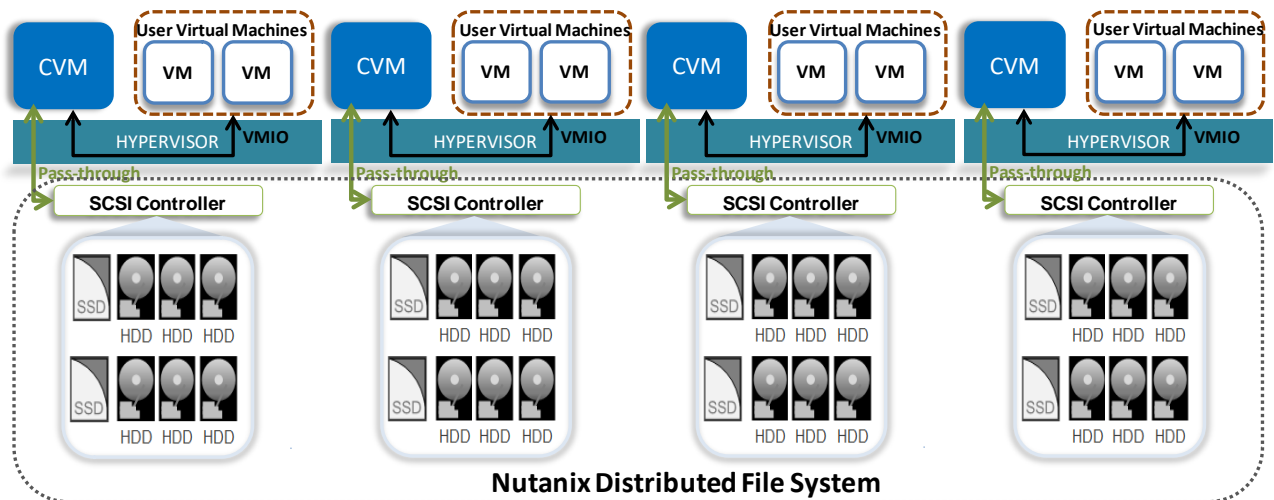 User Virtual Machines
CVM
VM VM
HYPERVISOR
VMIO
Pass-through
SCSI Controller
SSD
HDD HDD HDD
SSD
HDD HDD HDD
User Virtual Machines
CVM
VM VM
HYPERVISOR
VMIO
Pass-through
SCSI Controller
SSD
HDD HDD HDD
SSD
HDD HDD HDD
User Virtual Machines
CVM
VM VM
HYPERVISOR
VMIO
Pass-through
SCSI Controller
SSD
HDD HDD HDD
SSD
HDD HDD HDD
User Virtual Machines
CVM
VM VM
HYPERVISOR
VMIO
Pass-through
SCSI Controller
SSD
HDD HDD HDD
SSD
HDD HDD HDD
Nutanix Distributed File System